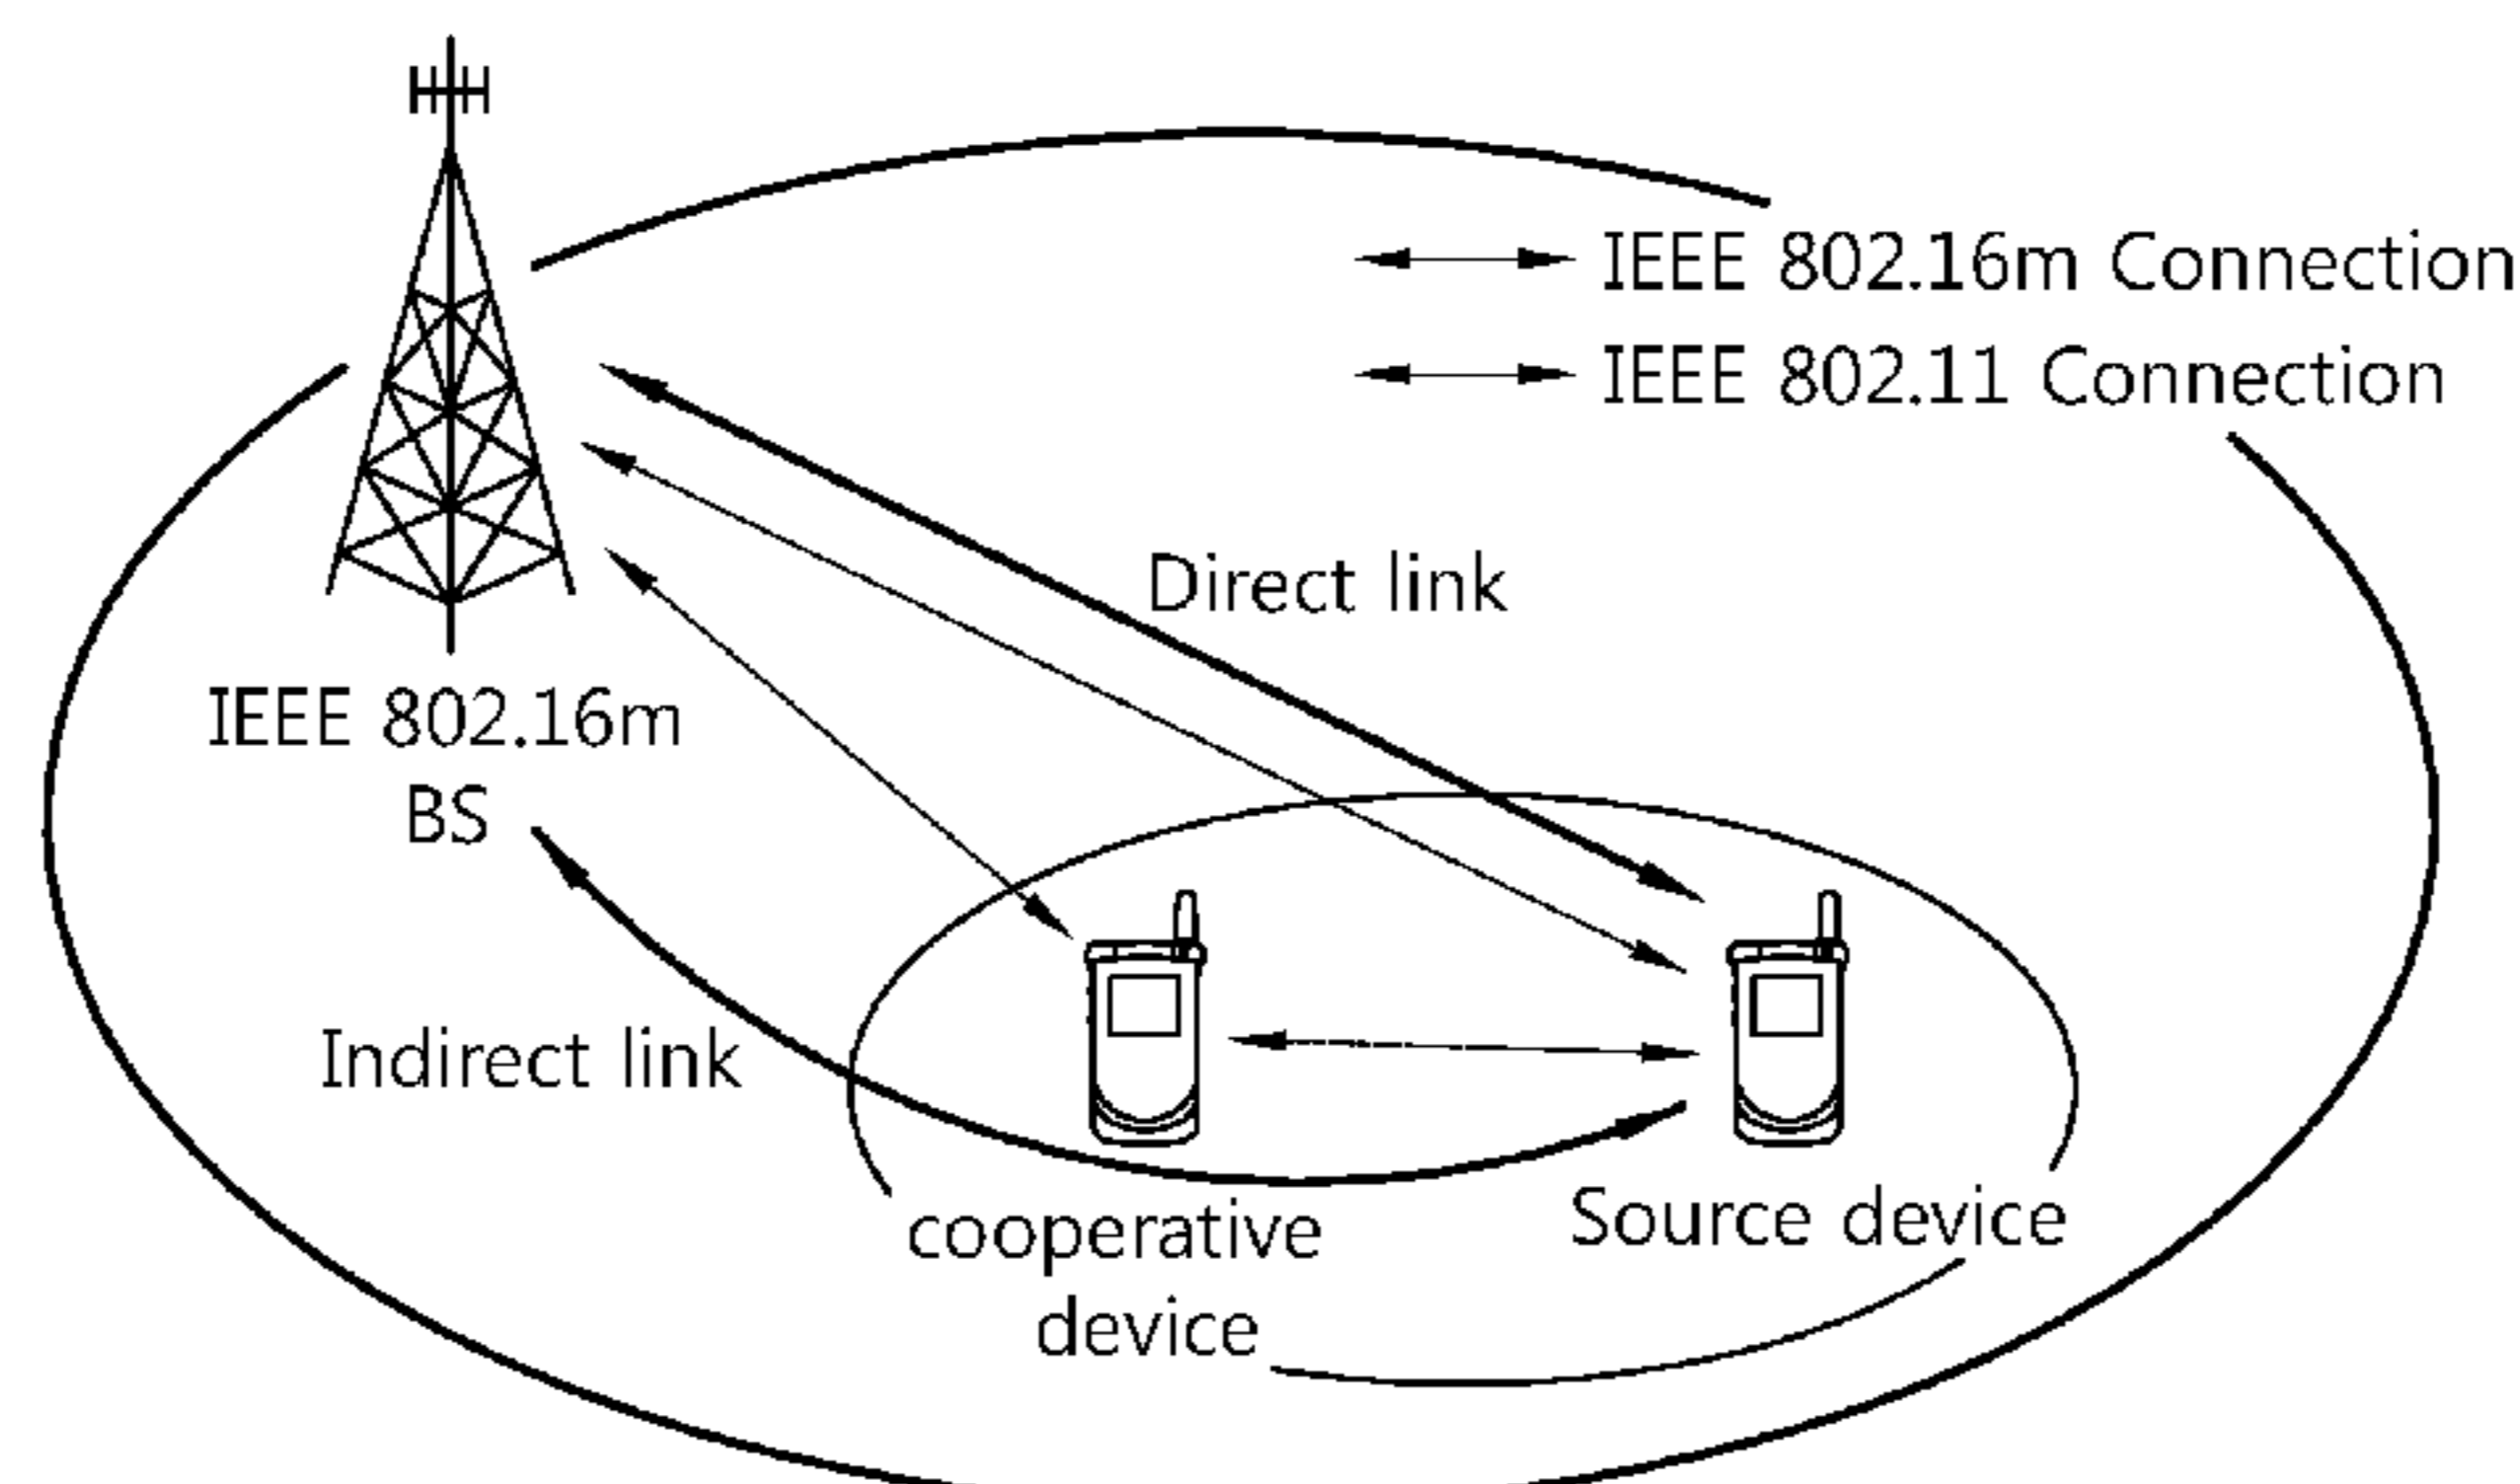 IEEE 802.16m Connection
IEEE 802.11 Connection
Direct link
IEEE 802.16m
BS
Indirect link
cooperative
device
Source device